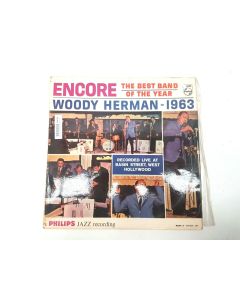 ENCORE THE BEST BAND
OF THE YEAR
WOODY HERMAN - 1963
RECORDED LIVE AT
BASIN STREET, WEST
HOLLYWOOD
PHILIPS JAZZ recording